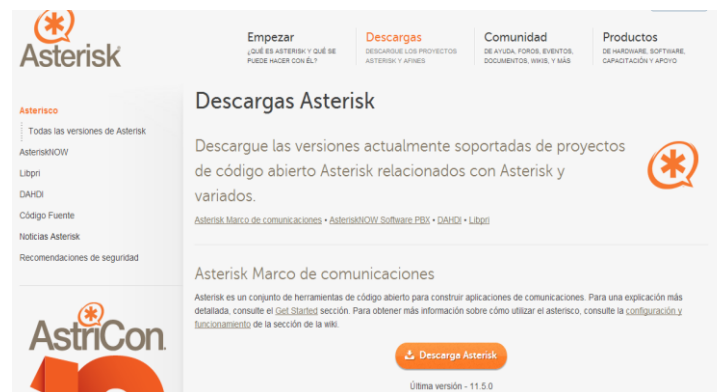 Asterisk
Empezar
¿QUÉ ES ASTERISK Y QUÉ SE
PUEDE HACER CON ÉL?
Descargas
DESCARGUE LOS PROYECTOS
ASTERISK Y AFINES
Comunidad
DE AYUDA, FOROS, EVENTOS,
DOCUMENTOS, WIKIS, Y MÁS
Productos
DE HARDWARE, SOFTWARE,
CAPACITACIÓN Y APOYO
Asterisco
Todas las versiones de Asterisk
AsteriskNOW
Libpri
DAHDI
Código Fuente
Noticias Asterisk
Recomendaciones de seguridad
AstriCon
Descargas Asterisk
Descargue las versiones actualmente soportadas de proyectos
de código abierto Asterisk relacionados con Asterisk y
variados.
Asterisk Marco de comunicaciones • AsteriskNOW Software PBX • DAHDI • Libpri
Asterisk Marco de comunicaciones
Asterisk es un conjunto de herramientas de código abierto para construir aplicaciones de comunicaciones. Para una explicación más
detallada, consulte el Get Started sección. Para obtener más información sobre cómo utilizar el asterisco, consulte la configuración y
funcionamiento de la sección de la wiki.
Descarga Asterisk
Última versión - 11.5.0